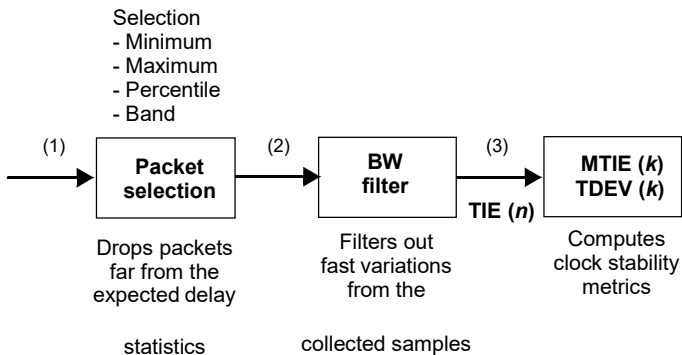 Selection
- Minimum
- Maximum
- Percentile
- Band
(1)
Packet
selection
(2)
BW
filter
(3)
TIE (n)
MTIE (k)
TDEV (k)
Drops packets
far from the
expected delay
statistics
Filters out
fast variations
from the
collected samples
Computes
clock stability
metrics